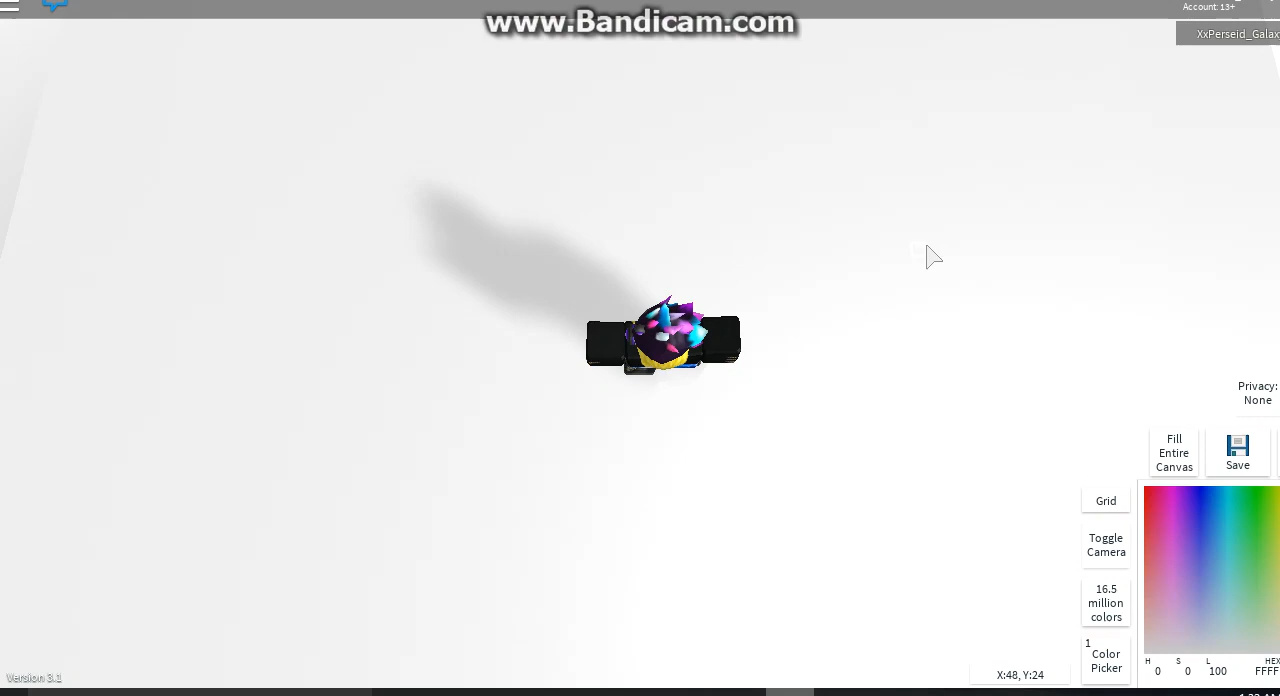 www.Bandicam.com
Account: 13+
XxPerseid_Galax
Privacy:
None
Fill
Entire
Canvas
Save
Grid
Toggle
Camera
16.5
million
colors
1
Color
Picker
H S L HEX
0 0 100 FFFF
X:48, Y:24
Version 3.1